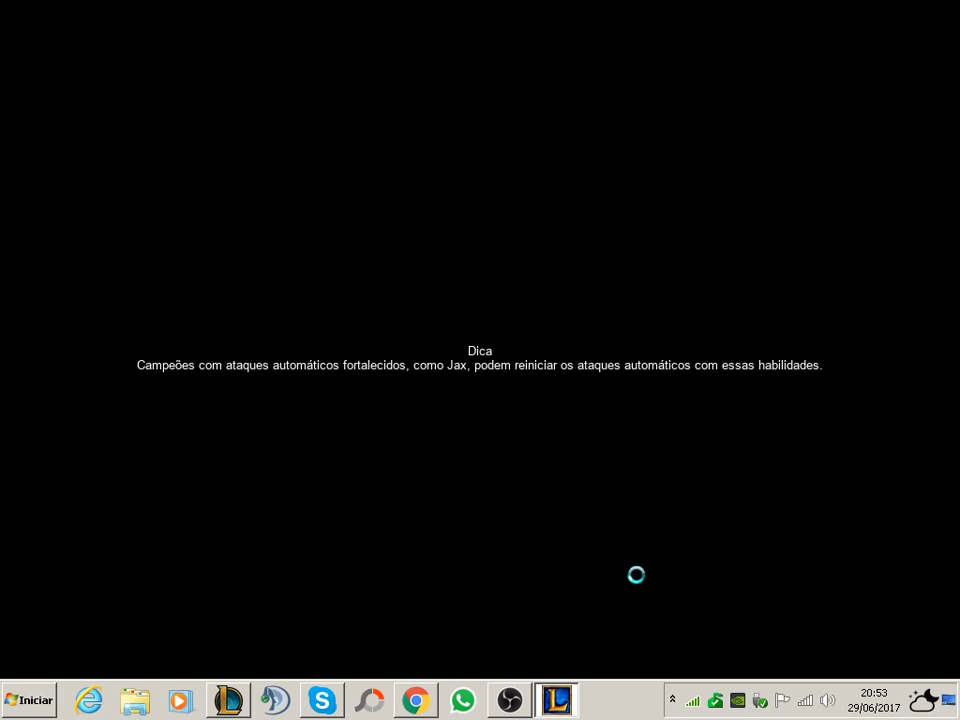 Dica
Campeões com ataques automáticos fortalecidos, como Jax, podem reiniciar os ataques automáticos com essas habilidades.
Iniciar
20:53
29/06/2017